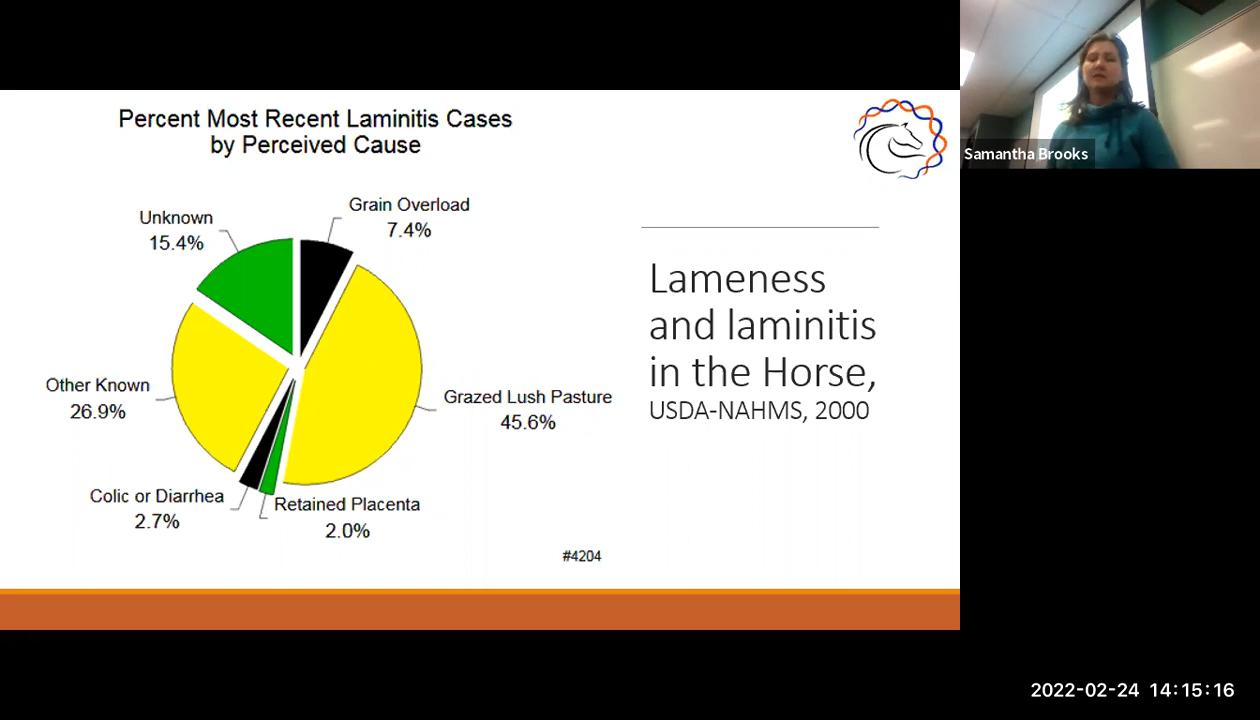 Percent Most Recent Laminitis Cases
by Perceived Cause
Grain Overload
7.4%
Unknown
15.4%
Other Known
26.9%
Grazed Lush Pasture
45.6%
Colic or Diarrhea
2.7%
Retained Placenta
2.0%
#4204
Lameness
and laminitis
in the Horse,
USDA-NAHMS, 2000
Samantha Brooks
2022-02-24 14:15:16